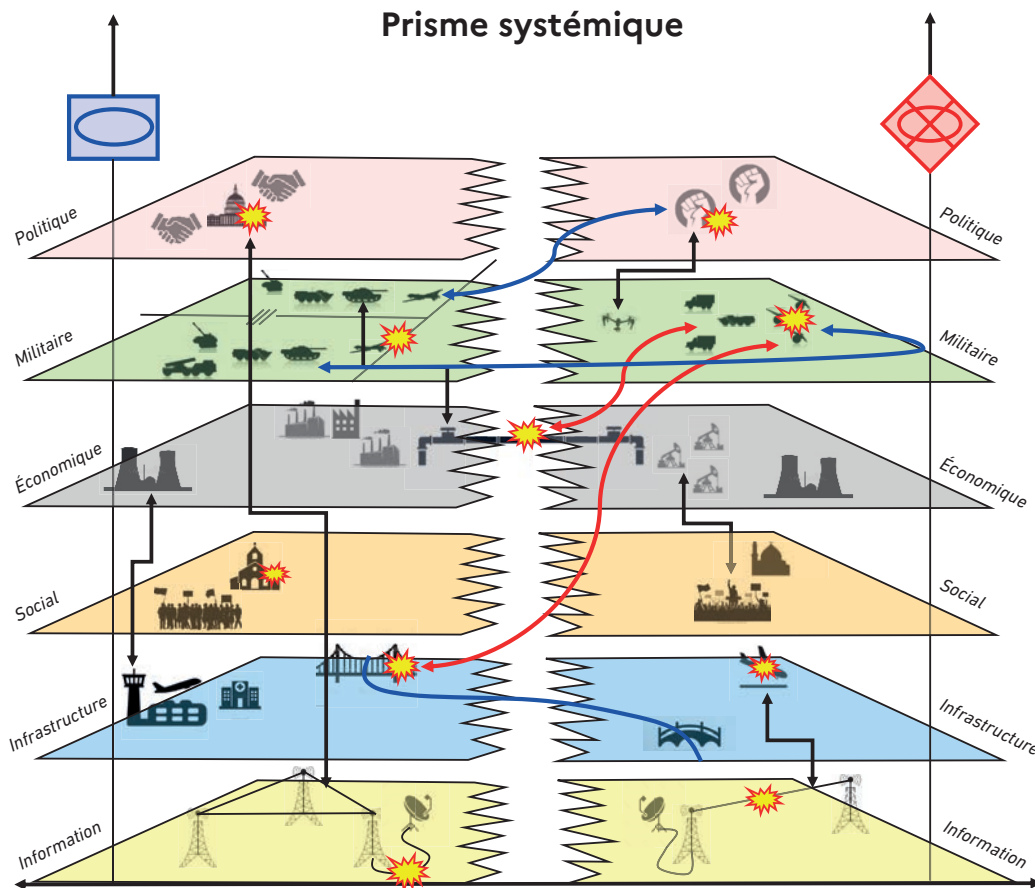 Prisme systémique
Politique
Politique
Militaire
Militaire
Économique
Économique
Social
Social
Infrastructure
Infrastructure
Information
Information